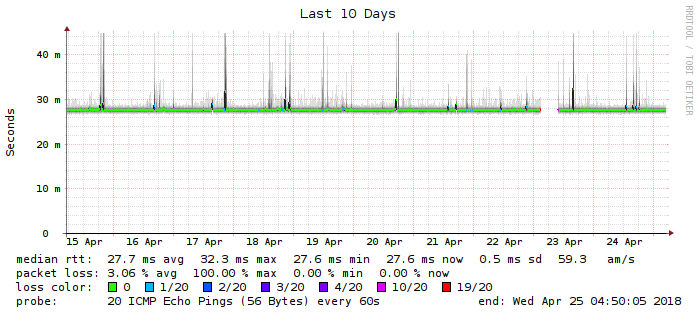 Last 10 Days
RRDTOOL / TOBI OETIKER
Seconds
40 m
30 m
20 m
10 m
0
15 Apr 16 Apr 17 Apr 18 Apr 19 Apr 20 Apr 21 Apr 22 Apr 23 Apr 24 Apr
median rtt: 27.7 ms avg 32.3 ms max 27.6 ms min 27.6 ms now 0.5 ms sd 59.3 am/s
packet loss: 3.06 % avg 100.00 % max 0.00 % min 0.00 % now
loss color: 0 1/20 2/20 3/20 4/20 10/20 19/20
probe: 20 ICMP Echo Pings (56 Bytes) every 60s end: Wed Apr 25 04:50:05 2018